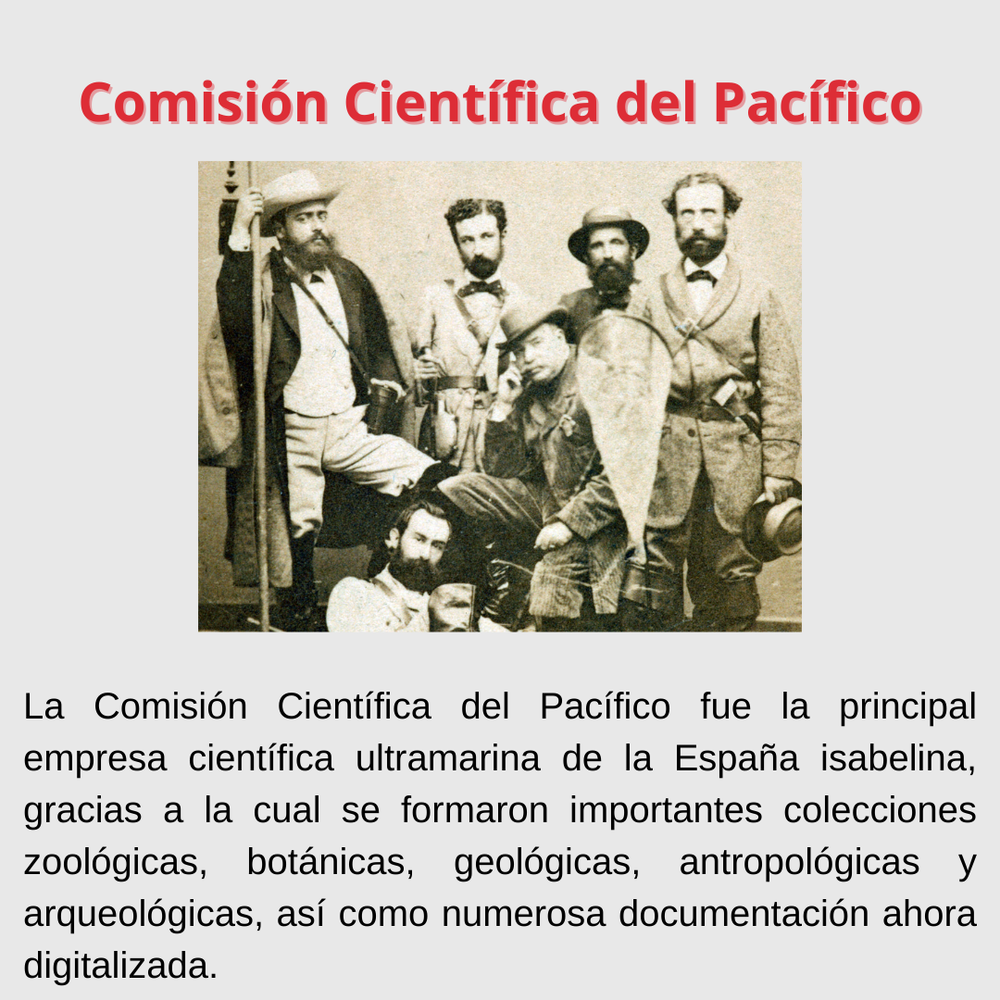 Comisión Científica del Pacífico
La Comisión Científica del Pacífico fue la principal
empresa científica ultramarina de la España isabelina,
gracias a la cual se formaron importantes colecciones
zoológicas, botánicas, geológicas, antropológicas y
arqueológicas, así como numerosa documentación ahora
digitalizada.